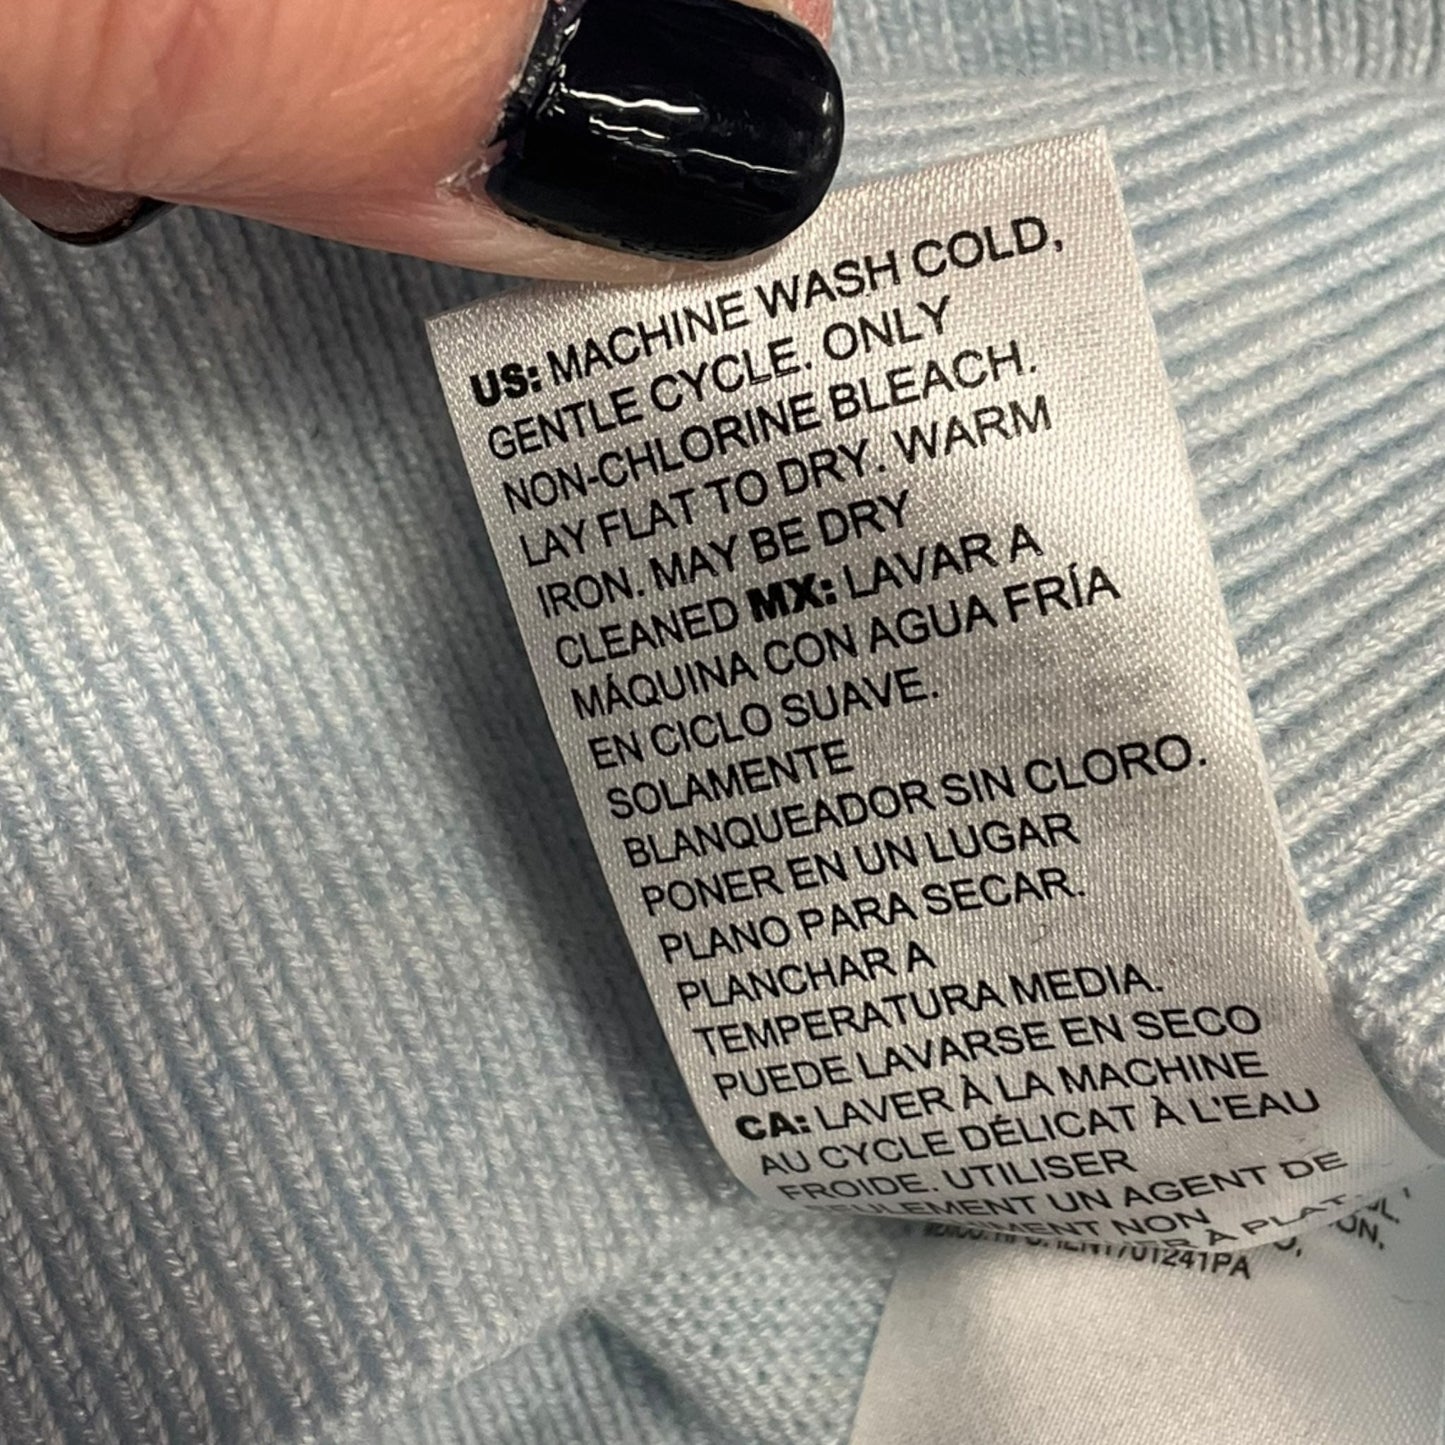 US: MACHINE WASH COLD,
GENTLE CYCLE. ONLY
NON-CHLORINE BLEACH.
LAY FLAT TO DRY. WARM
IRON. MAY BE DRY
CLEANED MX: LAVAR A
MÁQUINA CON AGUA FRÍA
EN CICLO SUAVE.
SOLAMENTE
BLANQUEADOR SIN CLORO.
PONER EN UN LUGAR
PLANO PARA SECAR.
PLANCHAR A
TEMPERATURA MEDIA.
PUEDE LAVARSE EN SECO
CA: LAVER À LA MACHINE
AU CYCLE DÉLICAT À L'EAU
FROIDE. UTILISER
SEULEMENT UN AGENT DE
NON
À